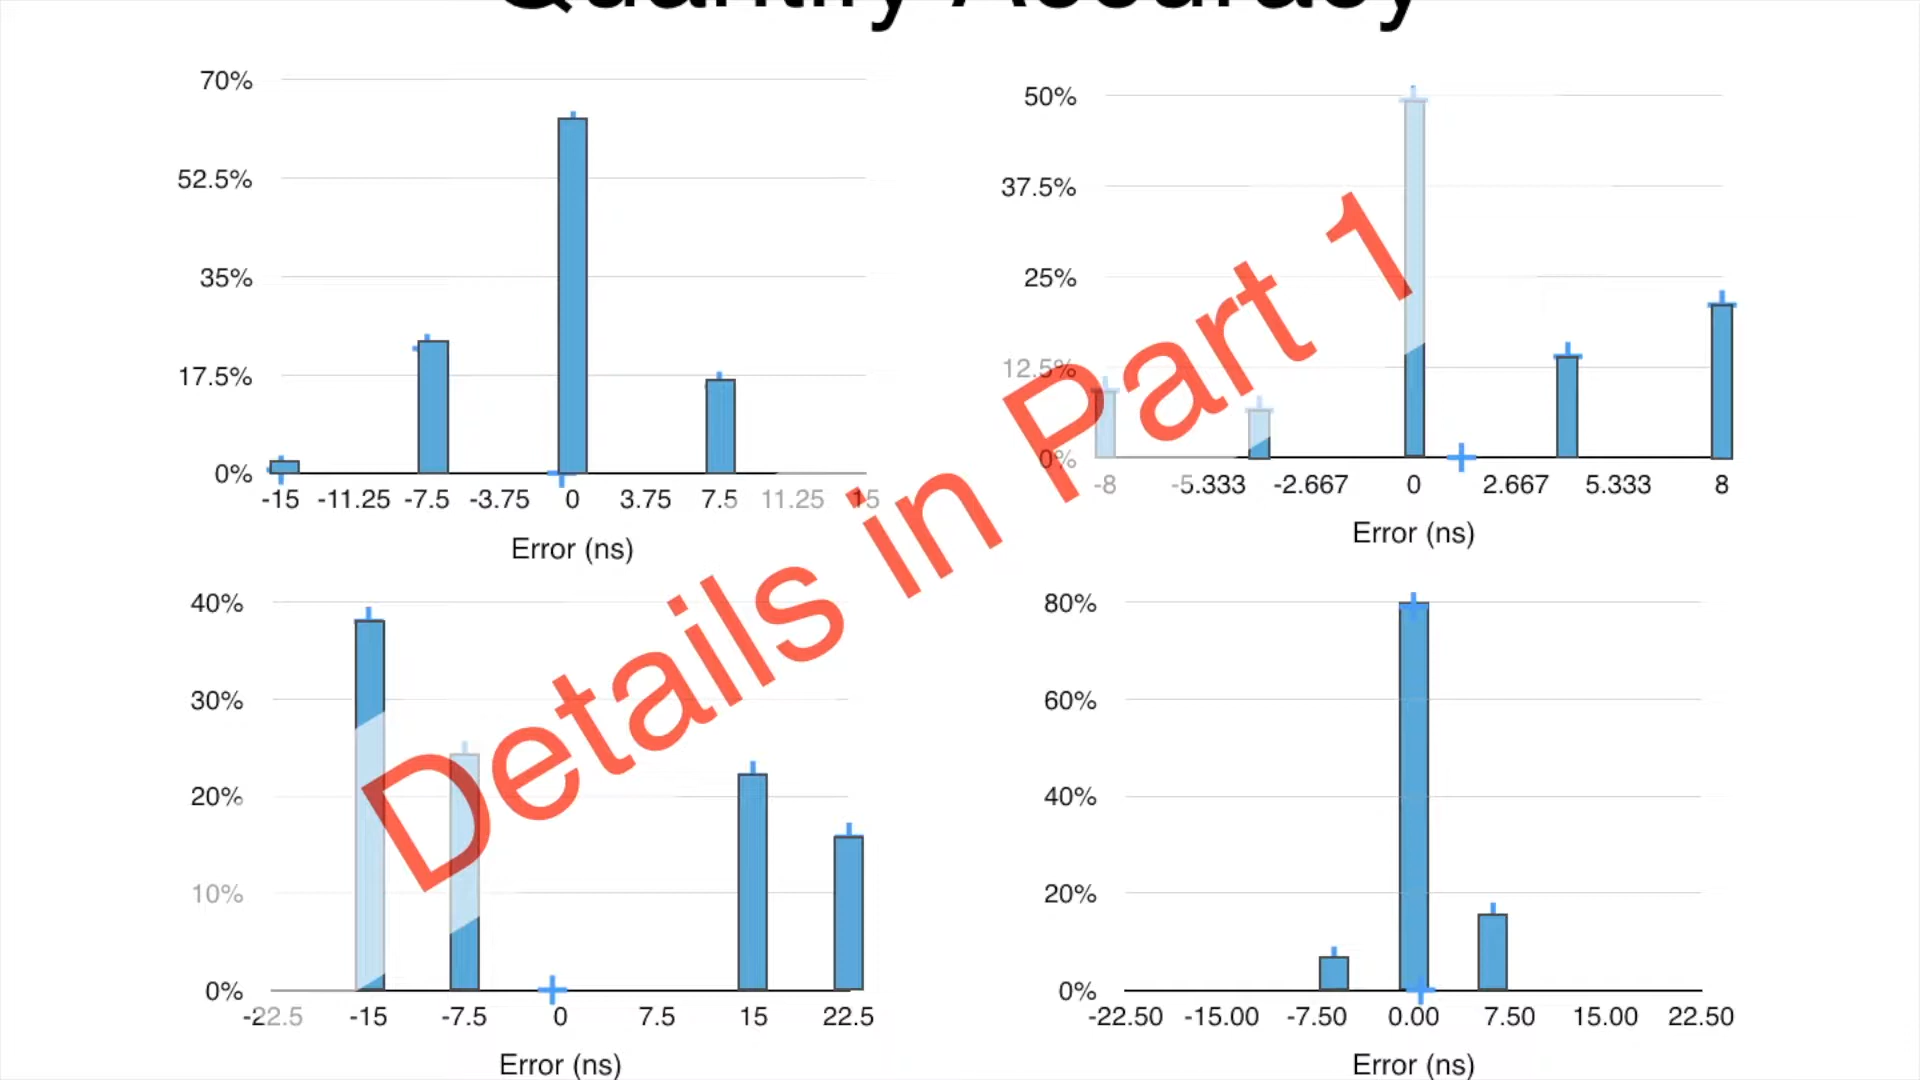 Quantify Accuracy
70%
52.5%
35%
17.5%
0%
-15 -11.25 -7.5 -3.75 0 3.75 7.5 11.25 15
Error (ns)
50%
37.5%
25%
12.5%
0%
-8 -5.333 -2.667 0 2.667 5.333 8
Error (ns)
40%
30%
20%
10%
0%
-22.5 -15 -7.5 0 7.5 15 22.5
Error (ns)
80%
60%
40%
20%
0%
-22.50 -15.00 -7.50 0.00 7.50 15.00 22.50
Error (ns)
Details in Part 1